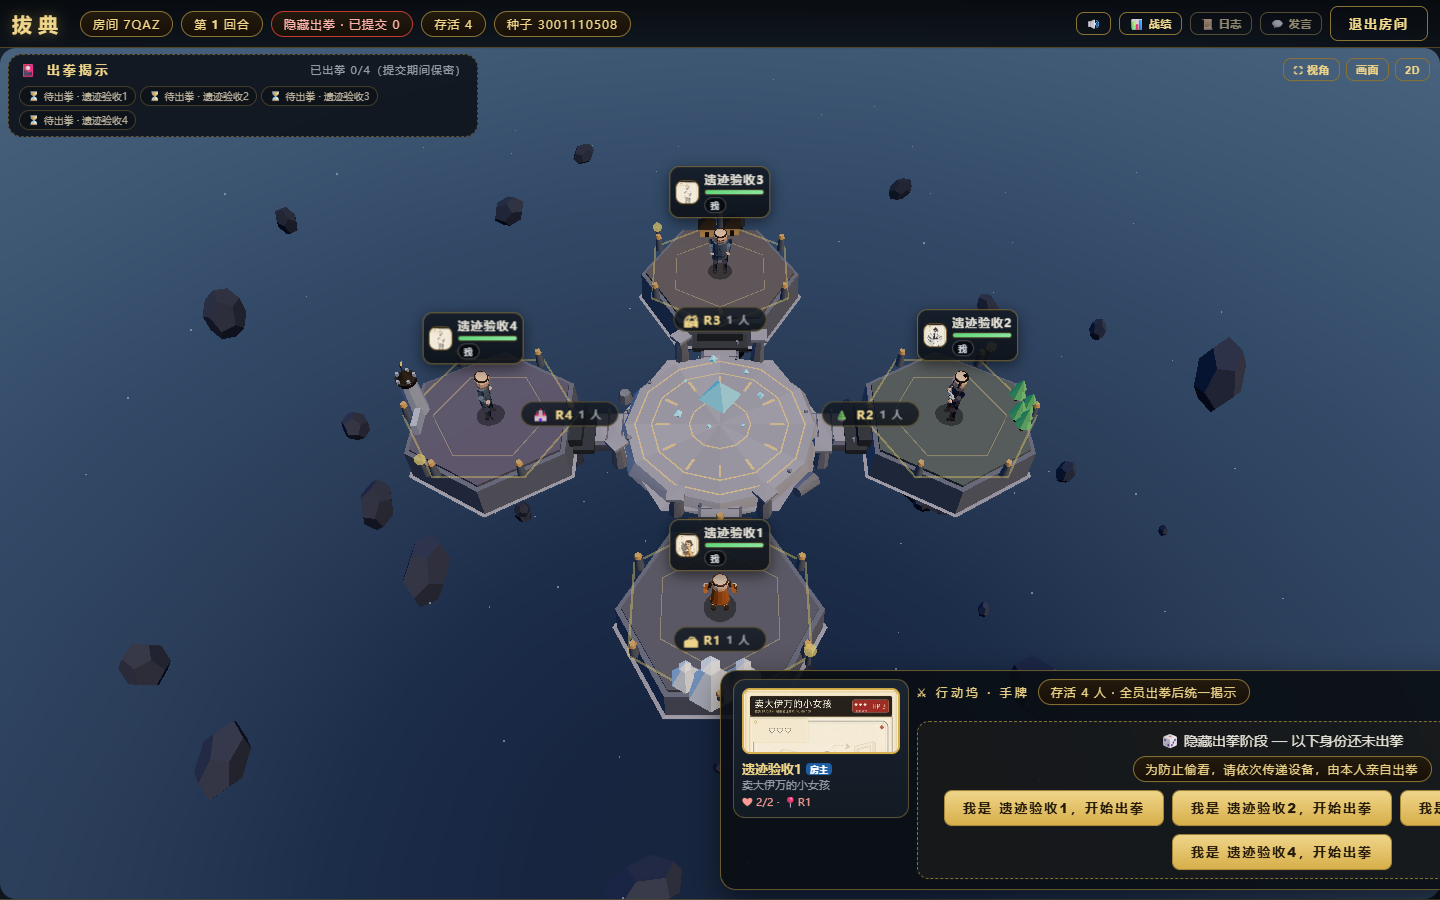 拔典
房间 7QAZ
第 1 回合
隐藏出拳 · 已提交 0
存活 4
种子 3001110508
战绩
日志
发言
退出房间
出拳揭示
已出拳 0/4（提交期间保密）
待出拳 · 遗迹验收1
待出拳 · 遗迹验收2
待出拳 · 遗迹验收3
待出拳 · 遗迹验收4
视角
画面
2D
遗迹验收3
我
R3 1 人
遗迹验收4
我
遗迹验收2
我
R4 1 人
R2 1 人
遗迹验收1
我
R1 1 人
卖大伊万的小女孩
遗迹验收1 房主
卖大伊万的小女孩
2/2 · R1
行动坞 · 手牌
存活 4 人 · 全员出拳后统一揭示
隐藏出拳阶段 — 以下身份还未出拳
为防止偷看，请依次传递设备，由本人亲自出拳
我是 遗迹验收1，开始出拳
我是 遗迹验收2，开始出拳
我是 遗迹验收4，开始出拳